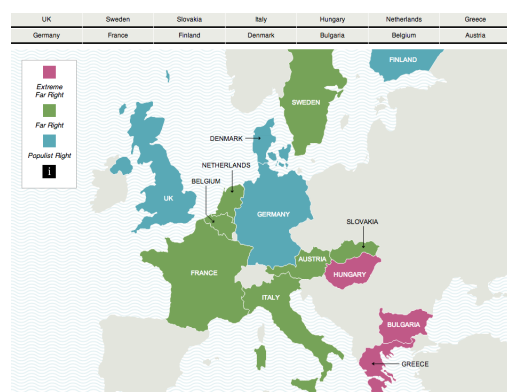 UK Sweden Slovakia Italy Hungary Netherlands Greece
Germany France Finland Denmark Bulgaria Belgium Austria
FINLAND
Extreme
Far Right
SWEDEN
Far Right
DENMARK
Populist Right
NETHERLANDS
i
BELGIUM
UK
GERMANY
SLOVAKIA
AUSTRIA
FRANCE
HUNGARY
ITALY
BULGARIA
GREECE